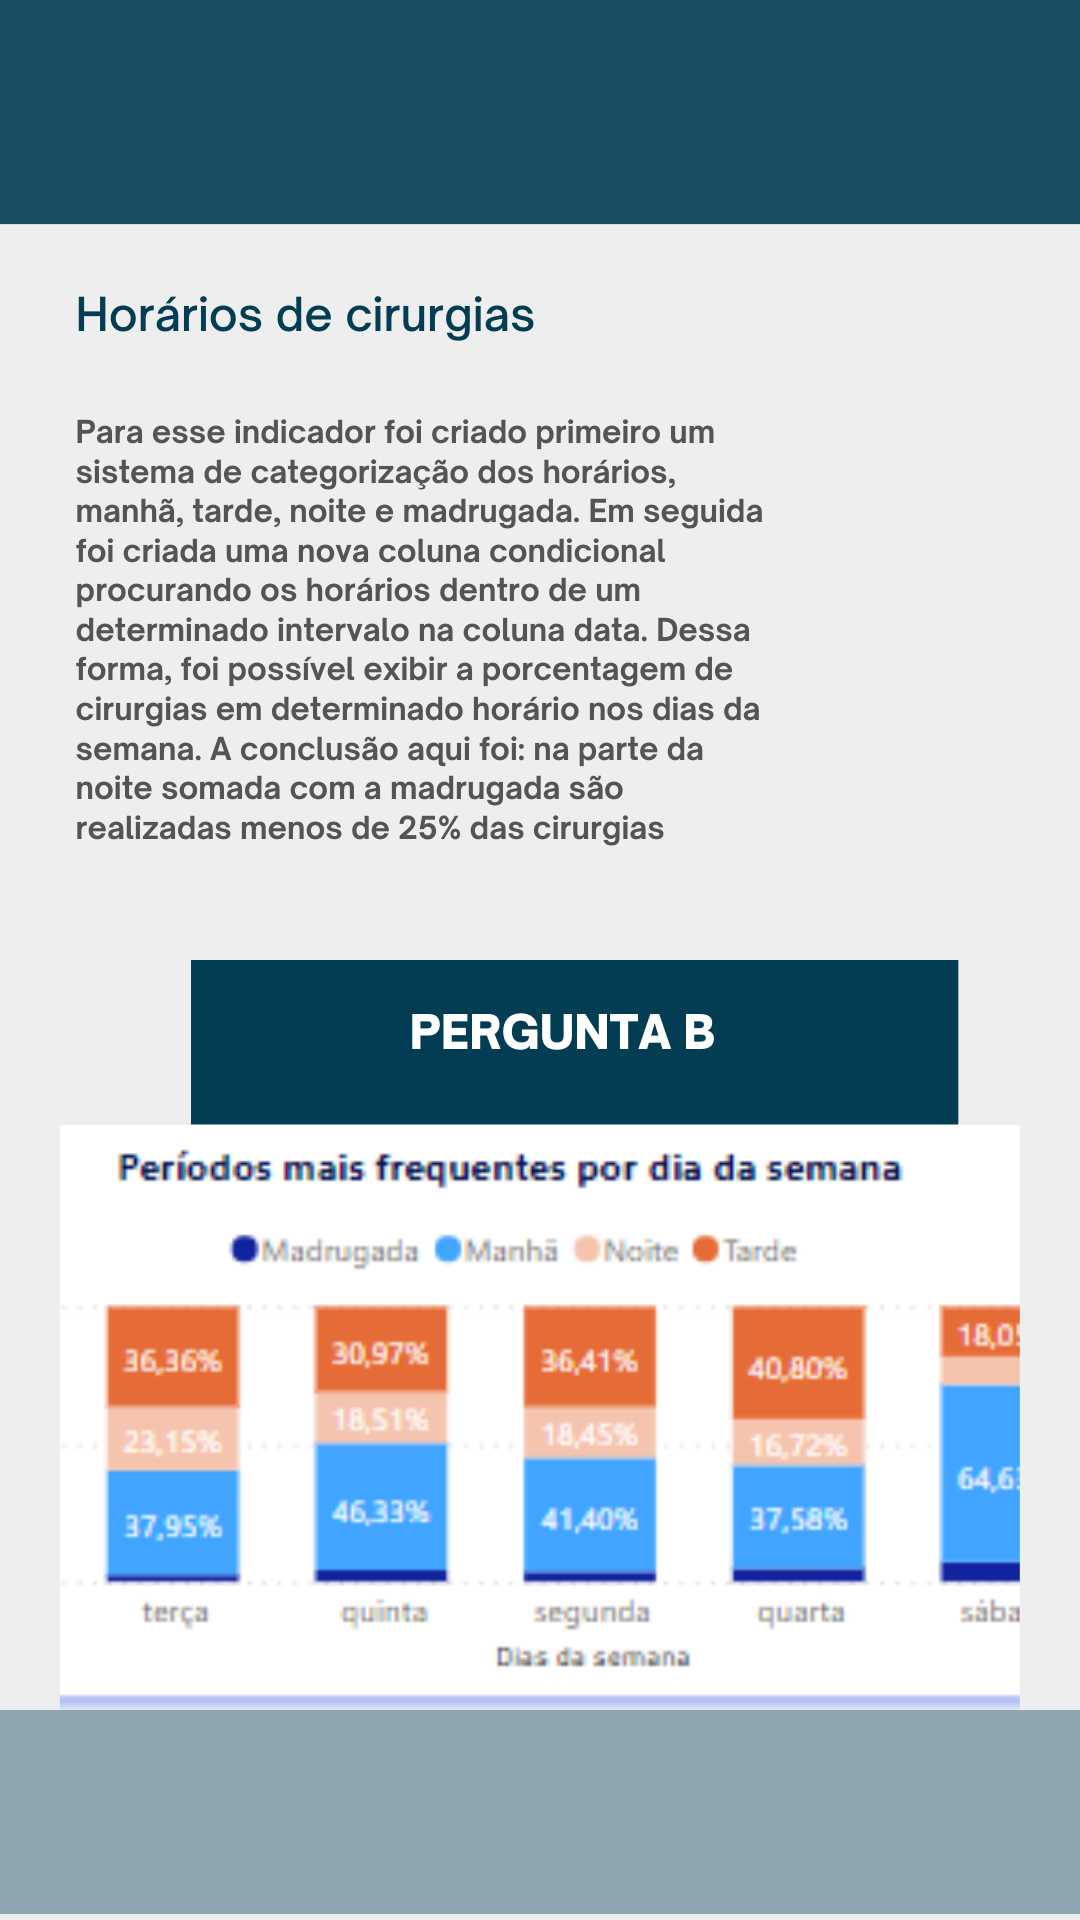 Horários de cirurgias
Para esse indicador foi criado primeiro um
sistema de categorização dos horários,
manhã, tarde, noite e madrugada. Em seguida
foi criada uma nova coluna condicional
procurando os horários dentro de um
determinado intervalo na coluna data. Dessa
forma, foi possível exibir a porcentagem de
cirurgias em determinado horário nos dias da
semana. A conclusão aqui foi: na parte da
noite somada com a madrugada são
realizadas menos de 25% das cirurgias
PERGUNTA B
Períodos mais frequentes por dia da semana
Madrugada Manhã Noite Tarde
36,36% 30,97% 36,41% 40,80% 18,0
23,15% 18,51% 18,45% 16,72%
37,95% 46,33% 41,40% 37,58% 64,6
terça quinta segunda quarta sába
Dias da semana